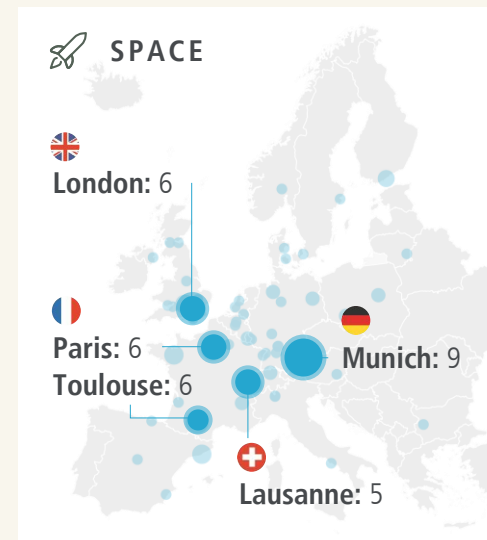 SPACE
London: 6
Paris: 6
Toulouse: 6
Munich: 9
Lausanne: 5